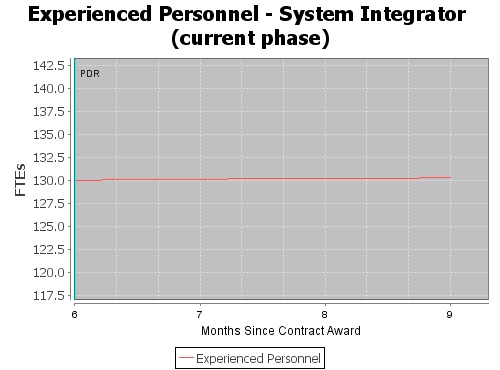 Experienced Personnel - System Integrator
(current phase)
142.5
140.0
137.5
135.0
132.5
130.0
127.5
125.0
122.5
120.0
117.5
FTEs
PDR
6 7 8 9
Months Since Contract Award
Experienced Personnel